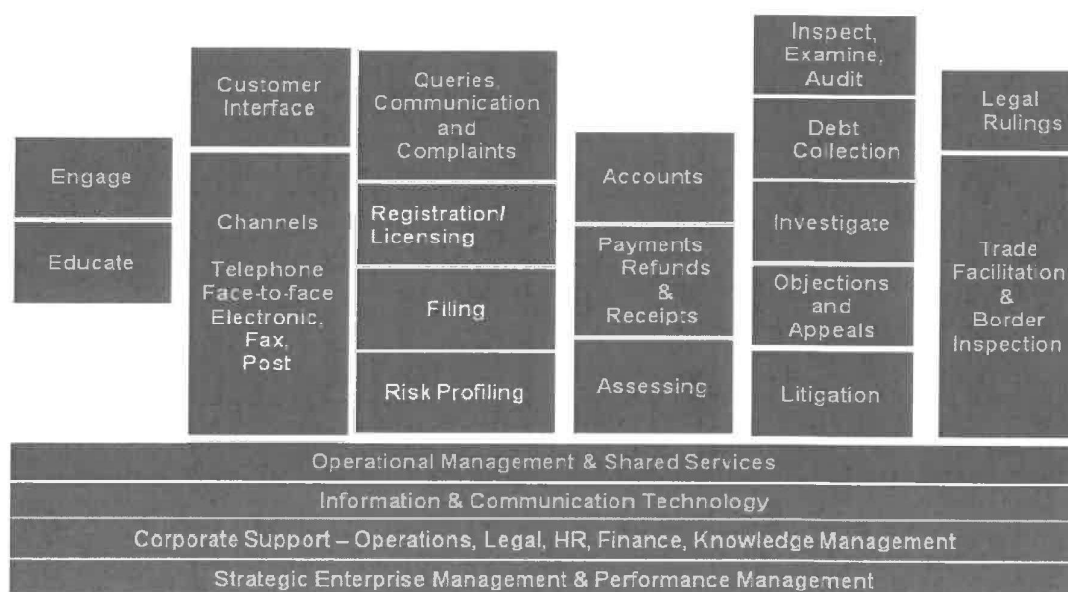 Engage
Educate
Customer
Interface
Channels
Telephone
Face-to-face
Electronic,
Fax,
Post
Queries,
Communication
and
Complaints
Registration/
Licensing
Filing
Risk Profiling
Accounts
Payments
Refunds
&
Receipts
Assessing
Inspect,
Examine,
Audit
Debt
Collection
Investigate
Objections
and
Appeals
Litigation
Legal
Rulings
Trade
Facilitation
&
Border
Inspection
Operational Management & Shared Services
Information & Communication Technology
Corporate Support – Operations, Legal, HR, Finance, Knowledge Management
Strategic Enterprise Management & Performance Management